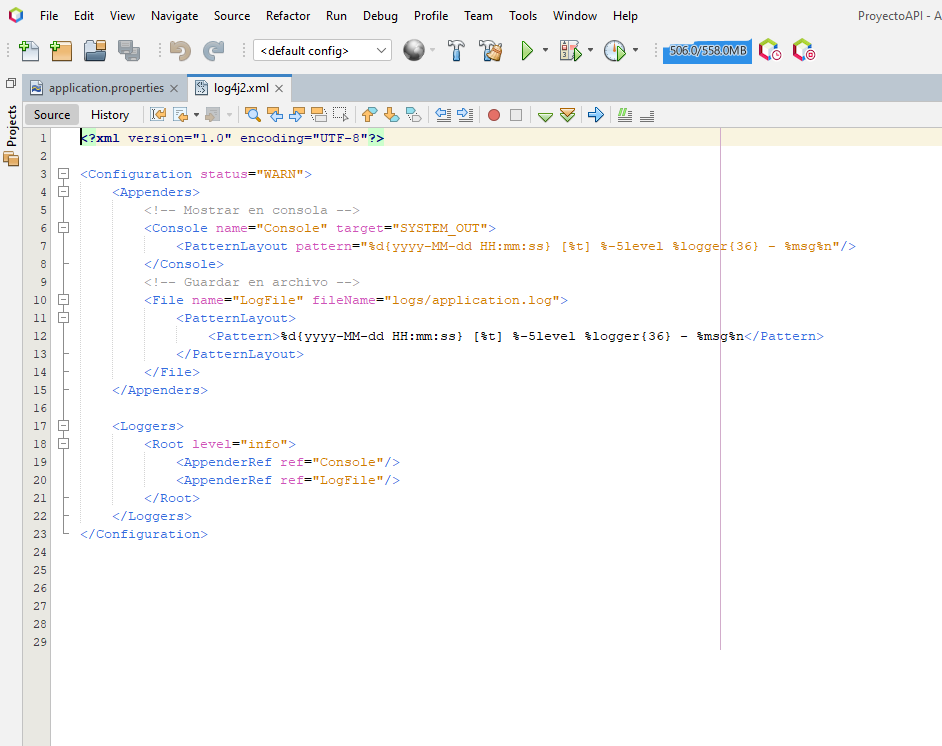 File Edit View Navigate Source Refactor Run Debug Profile Team Tools Window Help ProyectoAPI - A
<default config> 506.0/558.0MB
application.properties log4j2.xml
Source History
Projects
1 <?xml version="1.0" encoding="UTF-8"?>
2
3 <Configuration status="WARN">
4 <Appenders>
5 <!-- Mostrar en consola -->
6 <Console name="Console" target="SYSTEM_OUT">
7 <PatternLayout pattern="%d{yyyy-MM-dd HH:mm:ss} [%t] %-5level %logger{36} - %msg%n"/>
8 </Console>
9 <!-- Guardar en archivo -->
10 <File name="LogFile" fileName="logs/application.log">
11 <PatternLayout>
12 <Pattern>%d{yyyy-MM-dd HH:mm:ss} [%t] %-5level %logger{36} - %msg%n</Pattern>
13 </PatternLayout>
14 </File>
15 </Appenders>
16
17 <Loggers>
18 <Root level="info">
19 <AppenderRef ref="Console"/>
20 <AppenderRef ref="LogFile"/>
21 </Root>
22 </Loggers>
23 </Configuration>
24
25
26
27
28
29